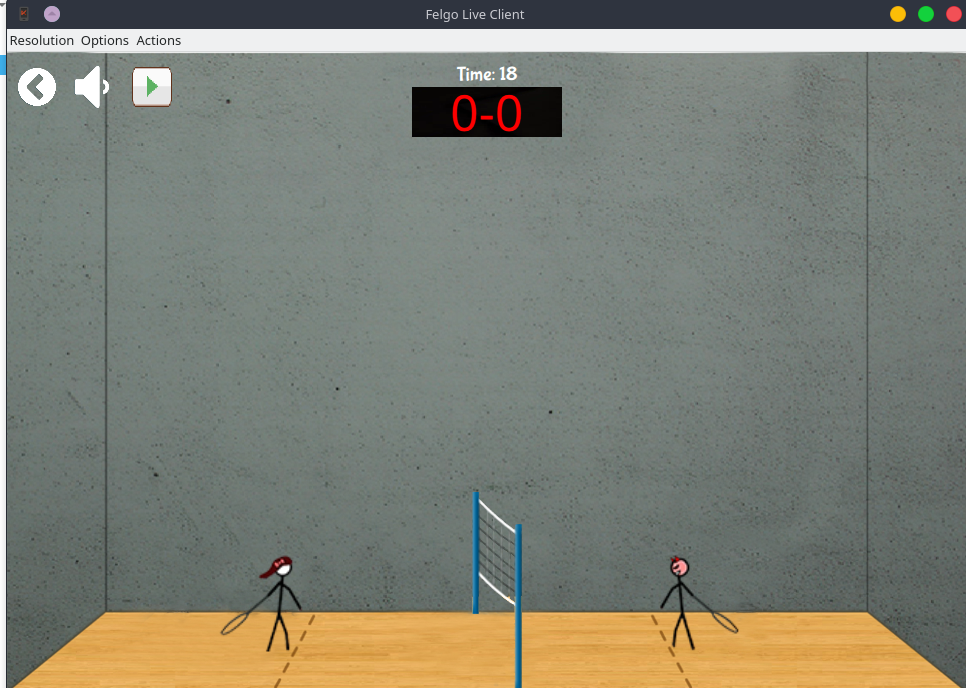 Felgo Live Client
Resolution Options Actions
Time: 18
0-0